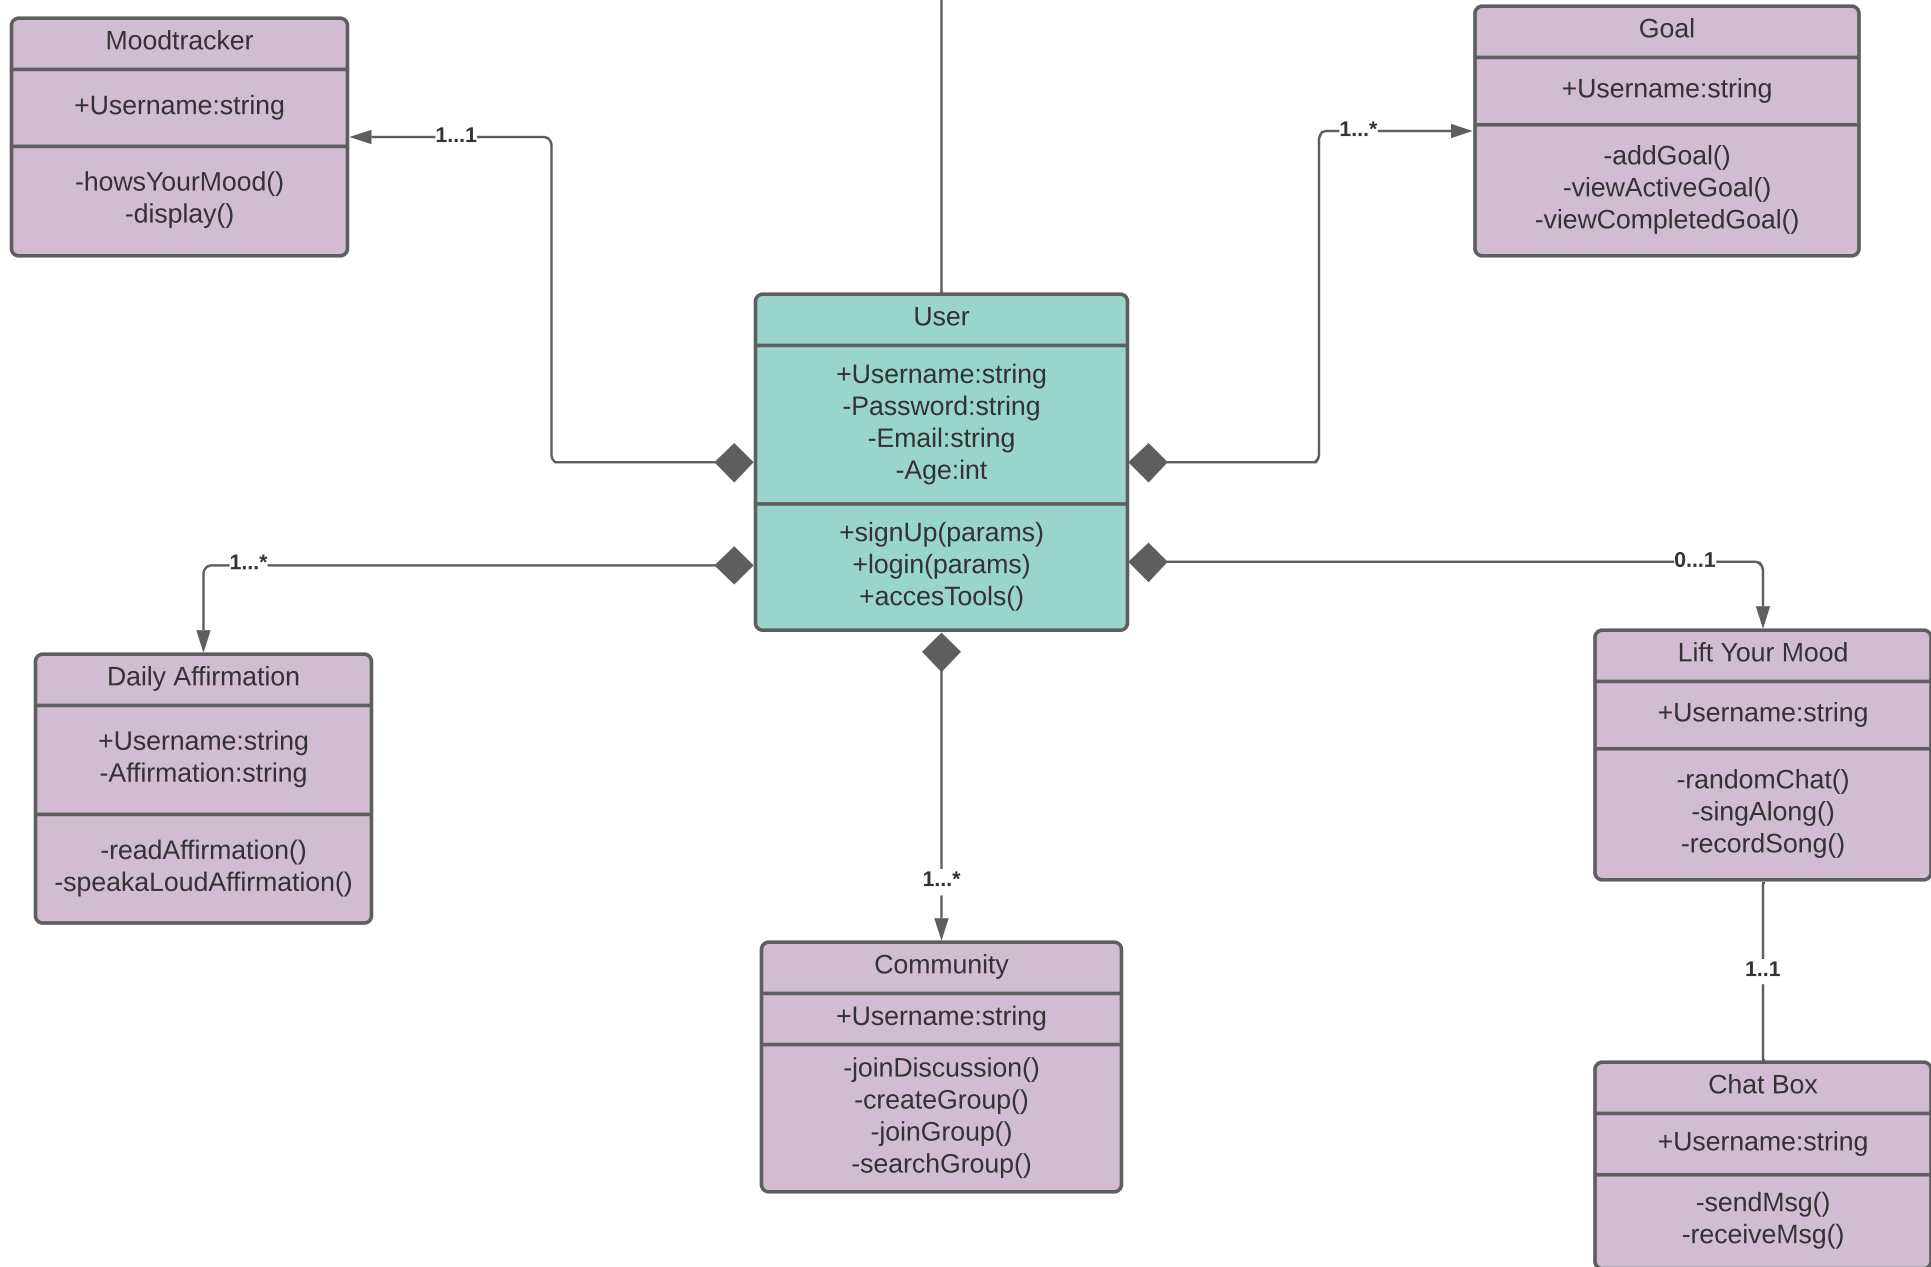 Moodtracker
+Username:string
-howsYourMood()
-display()
1...1
Goal
+Username:string
-addGoal()
-viewActiveGoal()
-viewCompletedGoal()
1...*
User
+Username:string
-Password:string
-Email:string
-Age:int
+signUp(params)
+login(params)
+accesTools()
1...*
0...1
Daily Affirmation
+Username:string
-Affirmation:string
-readAffirmation()
-speakaLoudAffirmation()
Lift Your Mood
+Username:string
-randomChat()
-singAlong()
-recordSong()
1...*
Community
+Username:string
-joinDiscussion()
-createGroup()
-joinGroup()
-searchGroup()
1..1
Chat Box
+Username:string
-sendMsg()
-receiveMsg()